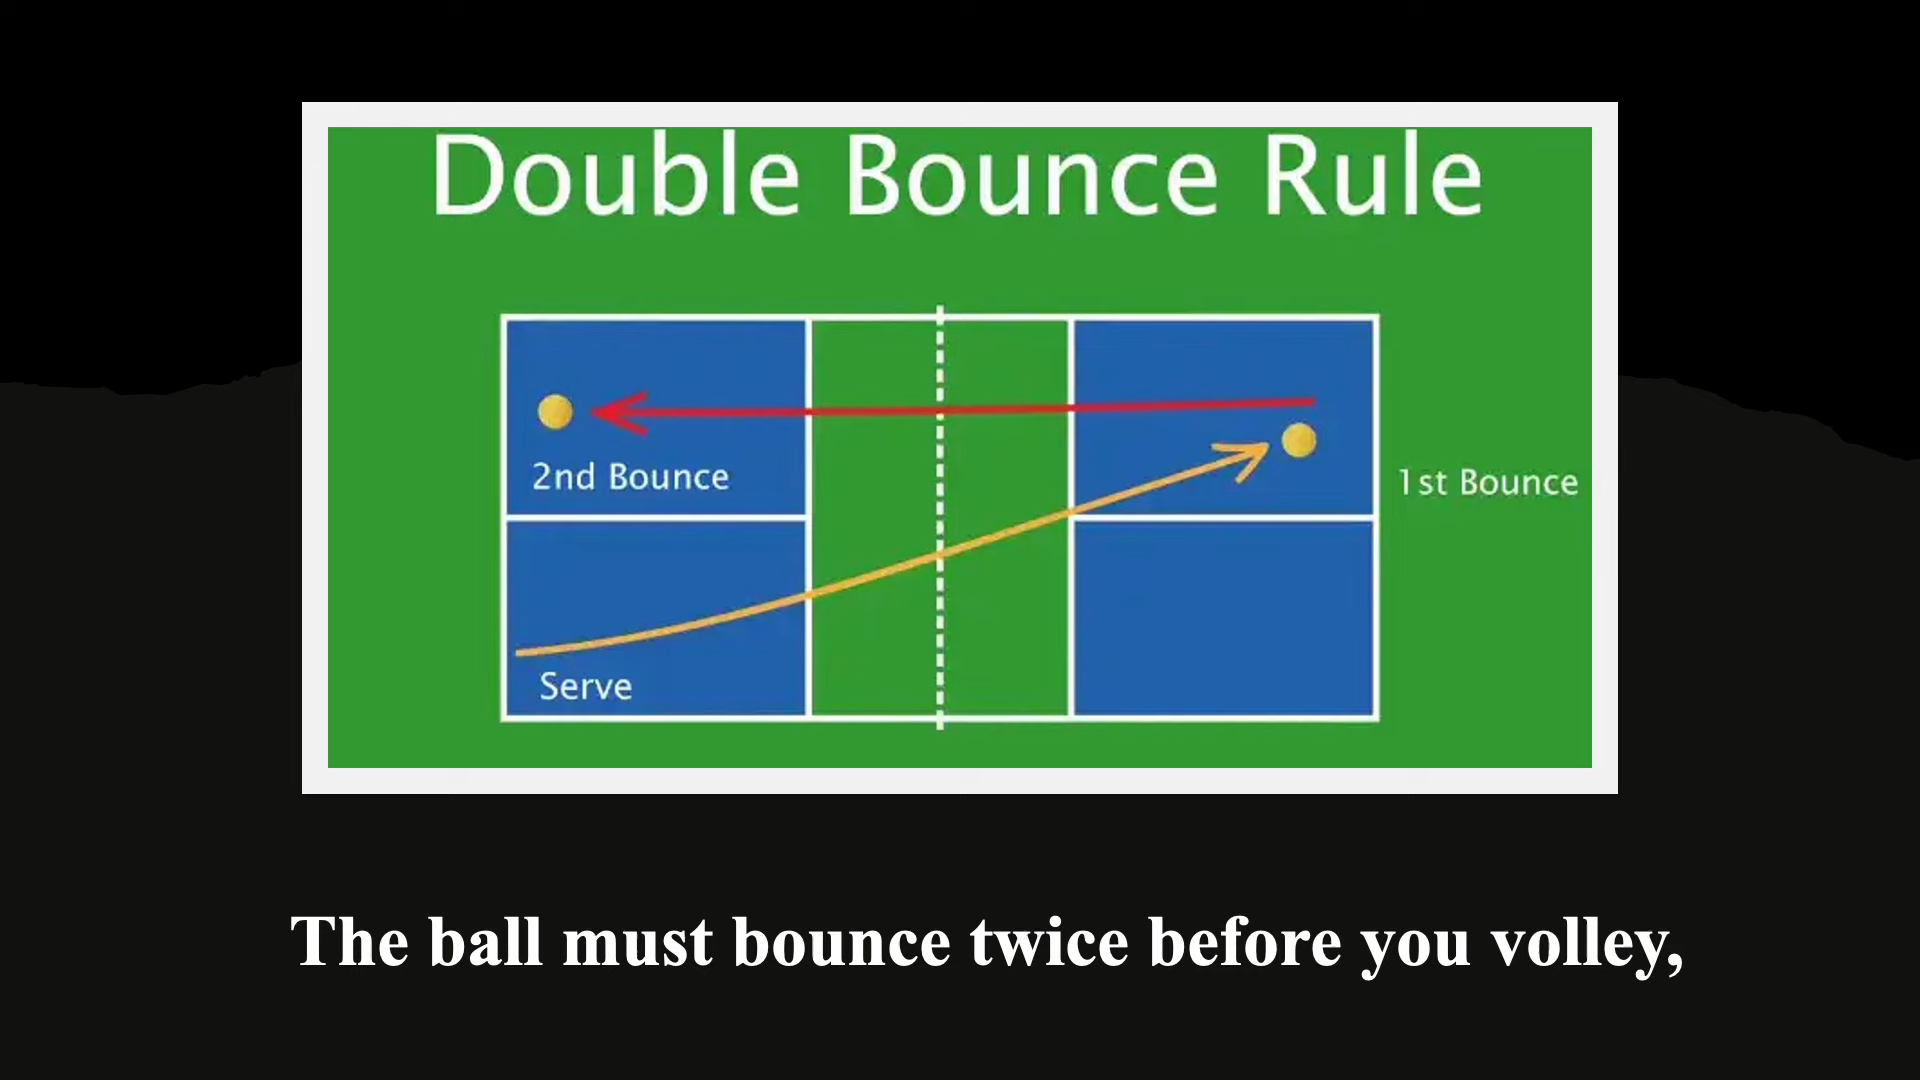 Double Bounce Rule
2nd Bounce
1st Bounce
Serve
The ball must bounce twice before you volley,